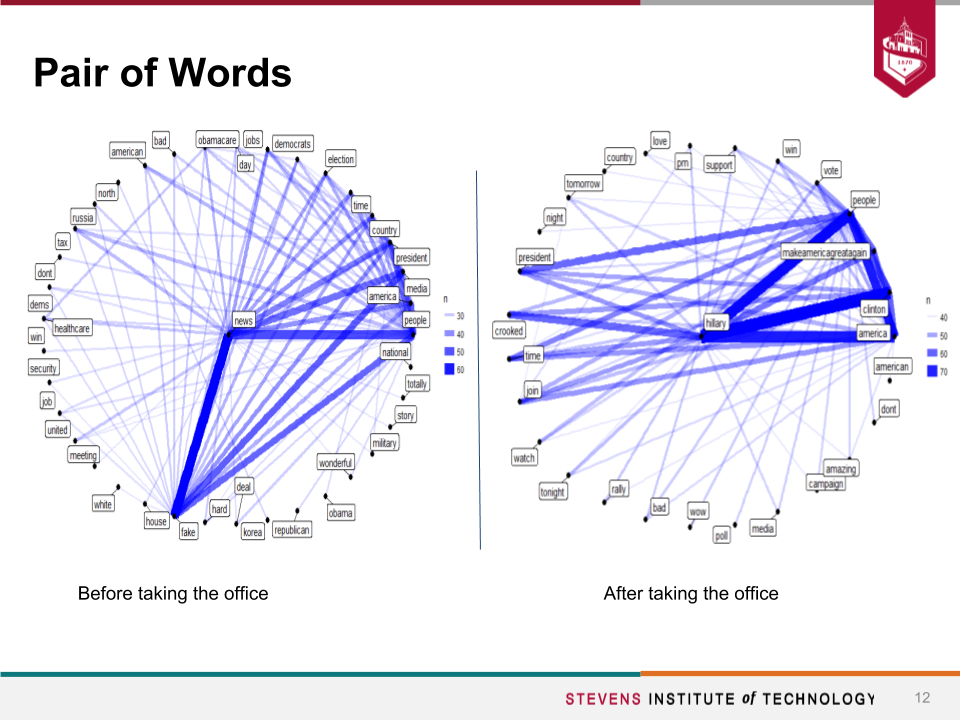 Pair of Words
bad
obamacare
jobs
democrats
american
day
election
north
time
russia
country
tax
president
dont
media
america
dems
news
people
healthcare
win
national
security
totally
job
story
united
military
meeting
wonderful
deal
white
hard
house
obama
fake
korea
republican
n
30
40
50
60
love
win
country
prn
support
vote
tomorrow
people
night
president
makeamericagreatagain
clinton
hillary
crooked
america
time
american
join
dont
watch
amazing
tonight
rally
campaign
bad
wow
media
poll
n
40
50
60
70
Before taking the office
After taking the office
1870
STEVENS INSTITUTE of TECHNOLOGY
12